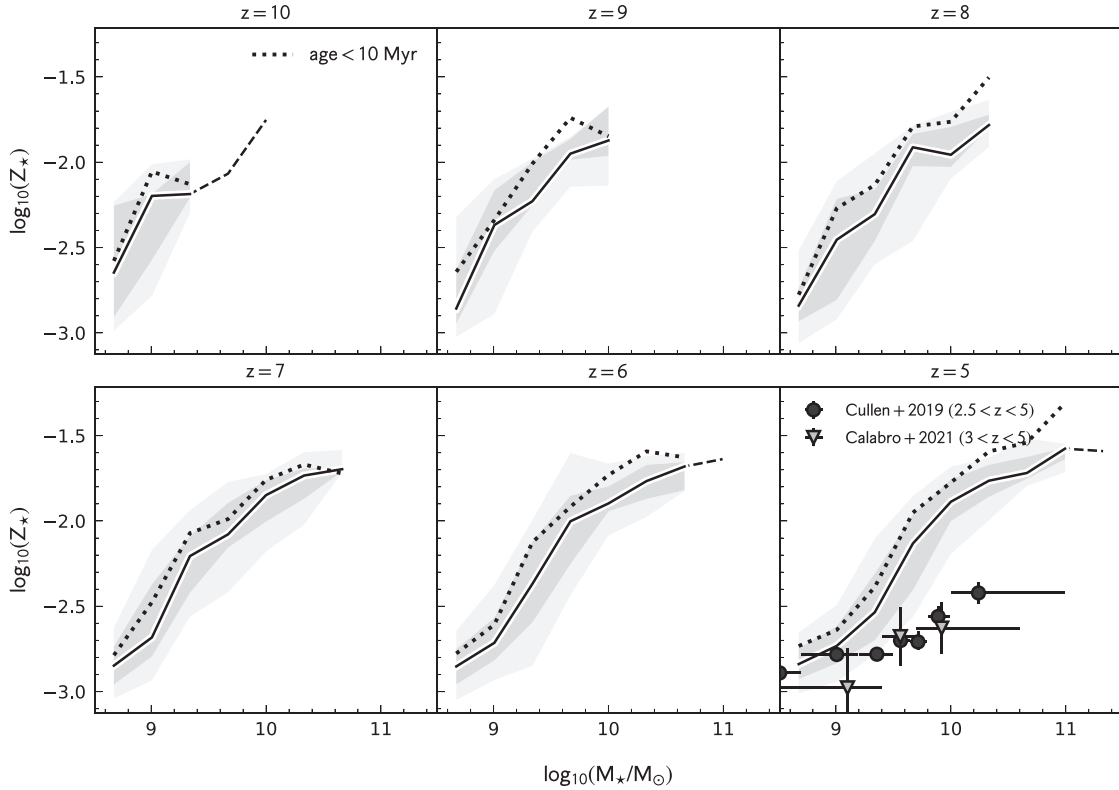 z = 10
z = 9
z = 8
age < 10 Myr
−1.5
−2.0
−2.5
−3.0
log₁₀(Z⋆)
z = 7
z = 6
z = 5
Cullen + 2019 (2.5 < z < 5)
Calabro + 2021 (3 < z < 5)
−1.5
−2.0
−2.5
−3.0
log₁₀(Z⋆)
9 10 11 9 10 11 9 10 11
log₁₀(M⋆/M⊙)